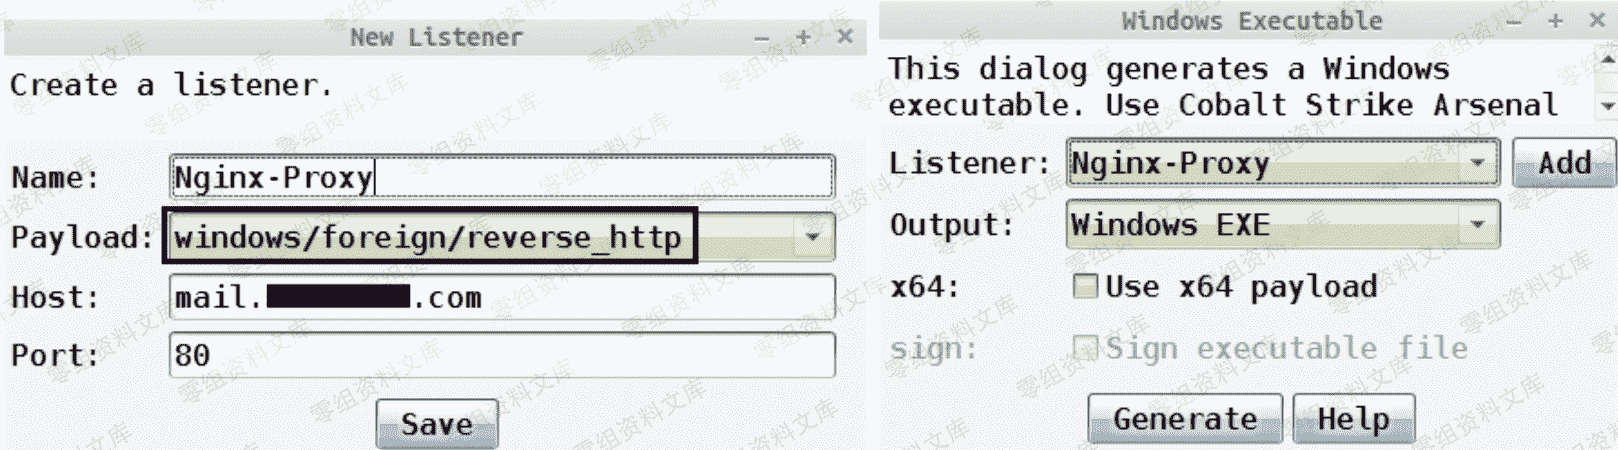 New Listener
Create a listener.
Name: Nginx-Proxy
Payload: windows/foreign/reverse_http
Host: mail. .com
Port: 80
Save
Windows Executable
This dialog generates a Windows
executable. Use Cobalt Strike Arsenal
Listener: Nginx-Proxy Add
Output: Windows EXE
x64: Use x64 payload
sign: Sign executable file
Generate Help
零组资料文库